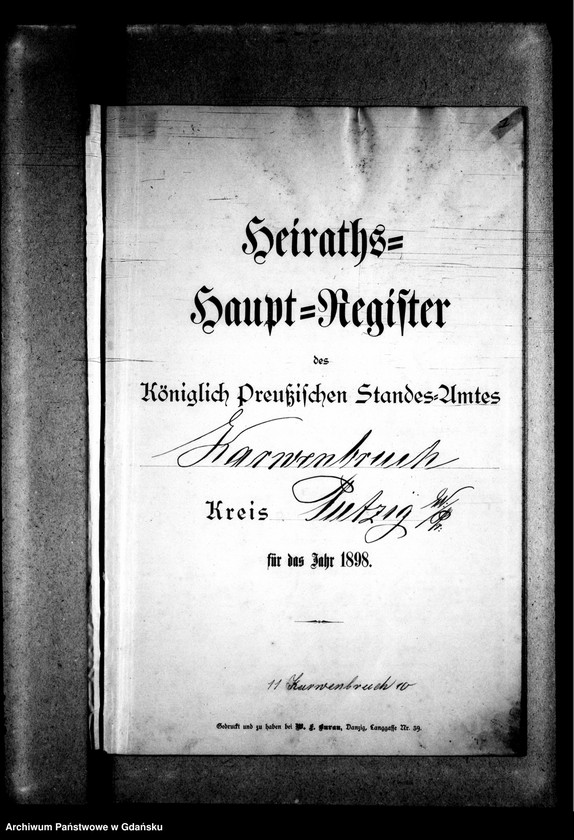 Heiraths-
Haupt-Register
des
Königlich Preußischen Standes-Amtes
Karwenbruch
Kreis Putzig W/Pr.
für das Jahr 1898.
11 Karwenbruch 10
Gedruckt und zu haben bei W. F. Burau, Danzig, Langgasse Nr. 39.
Archiwum Państwowe w Gdańsku